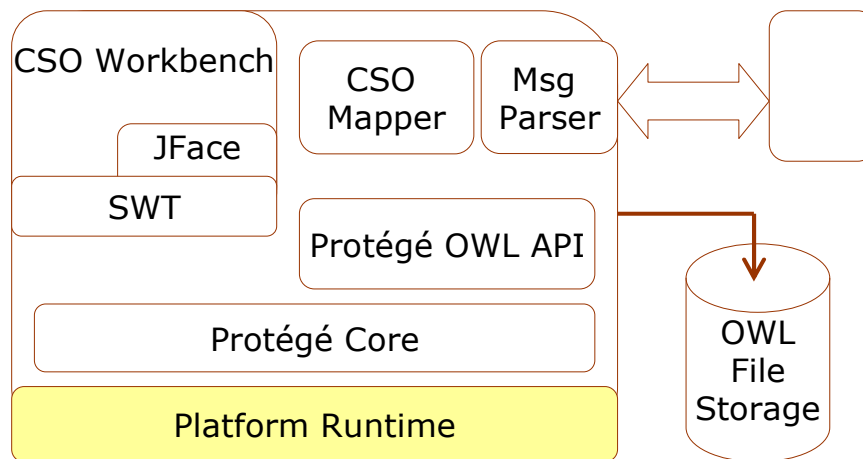 CSO Workbench
JFace
SWT
CSO
Mapper
Msg
Parser
Protégé OWL API
Protégé Core
Platform Runtime
OWL
File
Storage